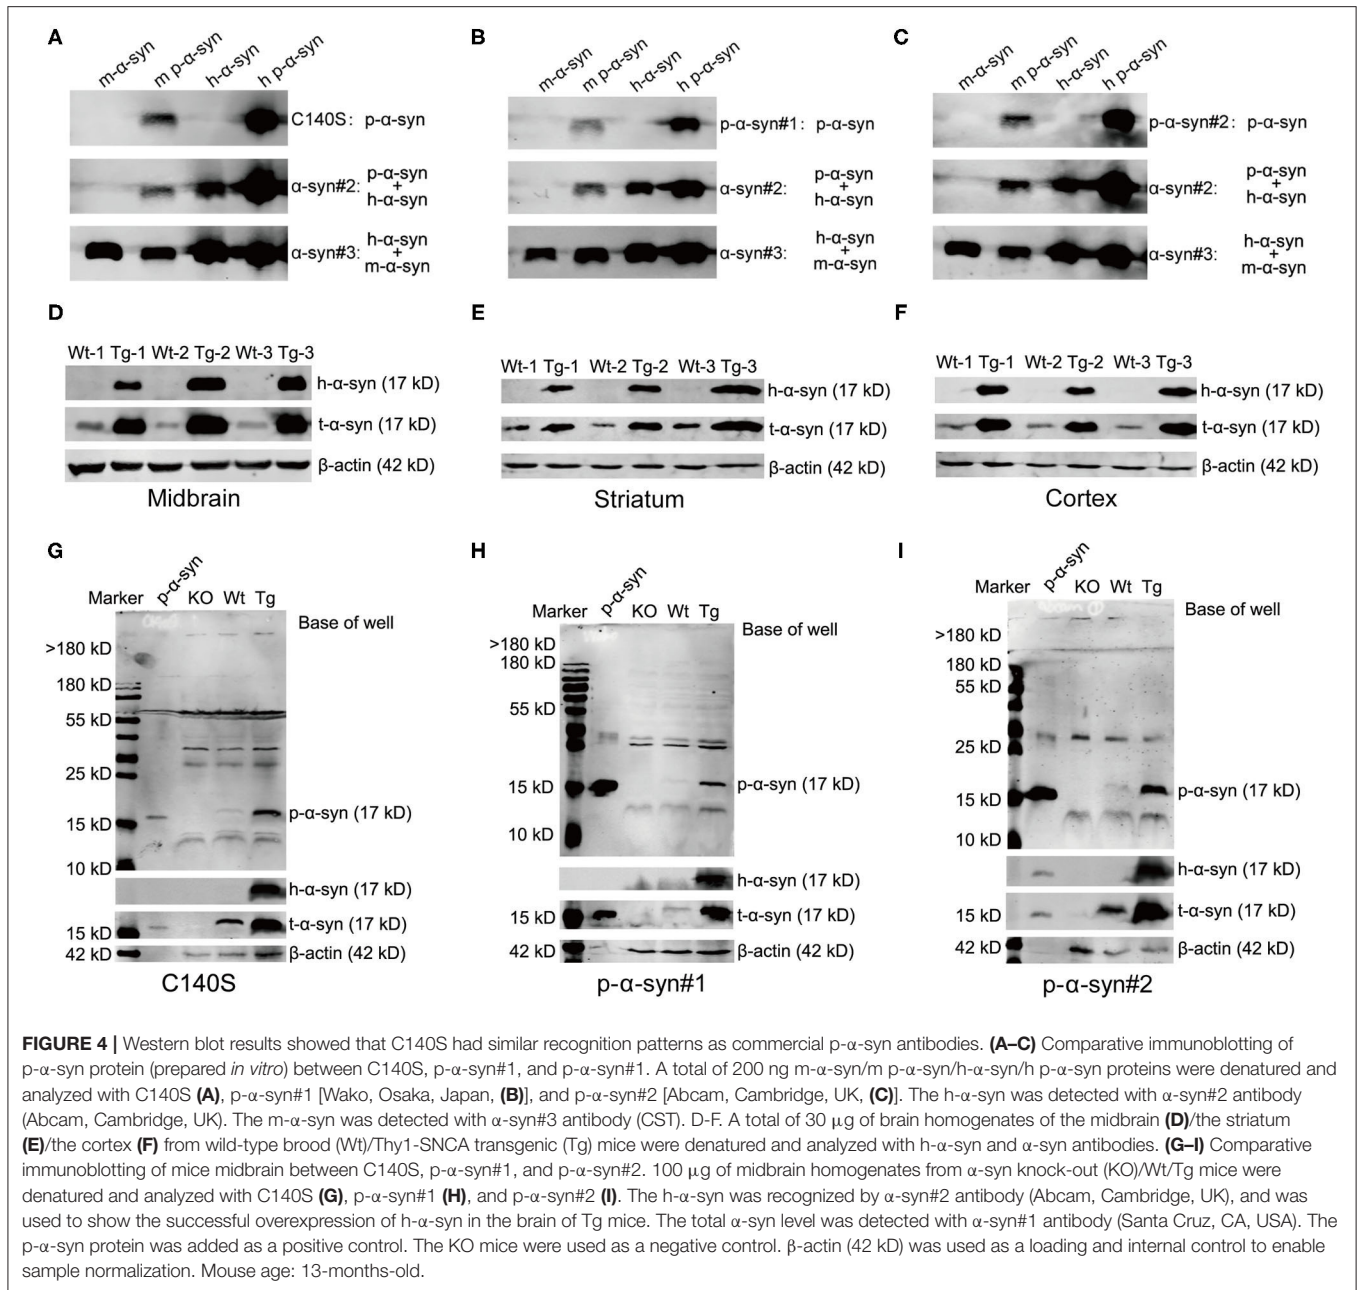 A
m-α-syn
m p-α-syn
h-α-syn
h p-α-syn
C140S: p-α-syn
α-syn#2: p-α-syn + h-α-syn
α-syn#3: h-α-syn + m-α-syn
B
m-α-syn
m p-α-syn
h-α-syn
h p-α-syn
p-α-syn#1: p-α-syn
α-syn#2: p-α-syn + h-α-syn
α-syn#3: h-α-syn + m-α-syn
C
m-α-syn
m p-α-syn
h-α-syn
h p-α-syn
p-α-syn#2: p-α-syn
α-syn#2: p-α-syn + h-α-syn
α-syn#3: h-α-syn + m-α-syn
D
Wt-1 Tg-1 Wt-2 Tg-2 Wt-3 Tg-3
h-α-syn (17 kD)
t-α-syn (17 kD)
β-actin (42 kD)
Midbrain
E
Wt-1 Tg-1 Wt-2 Tg-2 Wt-3 Tg-3
h-α-syn (17 kD)
t-α-syn (17 kD)
β-actin (42 kD)
Striatum
F
Wt-1 Tg-1 Wt-2 Tg-2 Wt-3 Tg-3
h-α-syn (17 kD)
t-α-syn (17 kD)
β-actin (42 kD)
Cortex
G
Marker p-α-syn KO Wt Tg
Base of well
>180 kD
180 kD
55 kD
25 kD
p-α-syn (17 kD)
15 kD
10 kD
h-α-syn (17 kD)
t-α-syn (17 kD)
15 kD
42 kD β-actin (42 kD)
C140S
H
Marker p-α-syn KO Wt Tg
Base of well
>180 kD
180 kD
55 kD
15 kD p-α-syn (17 kD)
10 kD
h-α-syn (17 kD)
15 kD t-α-syn (17 kD)
42 kD β-actin (42 kD)
p-α-syn#1
I
Marker p-α-syn KO Wt Tg
Base of well
>180 kD
180 kD
55 kD
25 kD
p-α-syn (17 kD)
15 kD
10 kD
h-α-syn (17 kD)
15 kD t-α-syn (17 kD)
42 kD β-actin (42 kD)
p-α-syn#2
FIGURE 4 | Western blot results showed that C140S had similar recognition patterns as commercial p-α-syn antibodies. (A–C) Comparative immunoblotting of
p-α-syn protein (prepared in vitro) between C140S, p-α-syn#1, and p-α-syn#1. A total of 200 ng m-α-syn/m p-α-syn/h-α-syn/h p-α-syn proteins were denatured and
analyzed with C140S (A), p-α-syn#1 [Wako, Osaka, Japan, (B)], and p-α-syn#2 [Abcam, Cambridge, UK, (C)]. The h-α-syn was detected with α-syn#2 antibody
(Abcam, Cambridge, UK). The m-α-syn was detected with α-syn#3 antibody (CST). D-F. A total of 30 μg of brain homogenates of the midbrain (D)/the striatum
(E)/the cortex (F) from wild-type brood (Wt)/Thy1-SNCA transgenic (Tg) mice were denatured and analyzed with h-α-syn and α-syn antibodies. (G–I) Comparative
immunoblotting of mice midbrain between C140S, p-α-syn#1, and p-α-syn#2. 100 μg of midbrain homogenates from α-syn knock-out (KO)/Wt/Tg mice were
denatured and analyzed with C140S (G), p-α-syn#1 (H), and p-α-syn#2 (I). The h-α-syn was recognized by α-syn#2 antibody (Abcam, Cambridge, UK), and was
used to show the successful overexpression of h-α-syn in the brain of Tg mice. The total α-syn level was detected with α-syn#1 antibody (Santa Cruz, CA, USA). The
p-α-syn protein was added as a positive control. The KO mice were used as a negative control. β-actin (42 kD) was used as a loading and internal control to enable
sample normalization. Mouse age: 13-months-old.